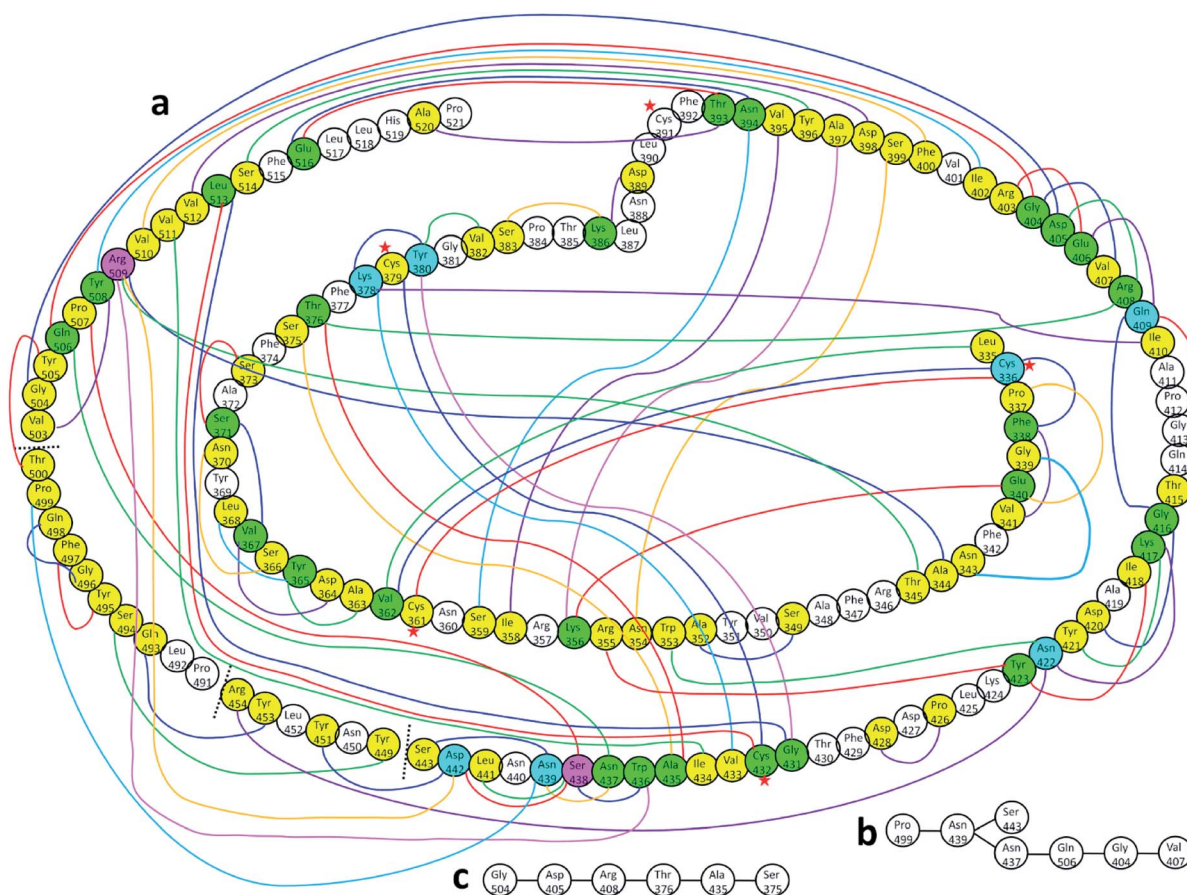 a
Leu 335
Cys 336
Pro 337
Phe 338
Gly 339
Glu 340
Val 341
Phe 342
Asn 343
Ala 344
Thr 345
Arg 346
Phe 347
Ala 348
Ser 349
Val 350
Tyr 351
Ala 352
Trp 353
Asn 354
Arg 355
Lys 356
Arg 357
Ile 358
Ser 359
Asn 360
Cys 361
Val 362
Ala 363
Asp 364
Tyr 365
Ser 366
Val 367
Leu 368
Tyr 369
Asn 370
Ser 371
Ala 372
Ser 373
Phe 374
Ser 375
Thr 376
Phe 377
Lys 378
Cys 379
Tyr 380
Gly 381
Val 382
Ser 383
Pro 384
Thr 385
Lys 386
Leu 387
Asn 388
Asp 389
Leu 390
Cys 391
Phe 392
Thr 393
Asn 394
Val 395
Tyr 396
Ala 397
Asp 398
Ser 399
Phe 400
Val 401
Ile 402
Arg 403
Gly 404
Asp 405
Glu 406
Val 407
Arg 408
Gln 409
Ile 410
Ala 411
Pro 412
Gly 413
Gln 414
Thr 415
Gly 416
Lys 417
Ile 418
Ala 419
Asp 420
Tyr 421
Asn 422
Tyr 423
Lys 424
Leu 425
Pro 426
Asp 427
Asp 428
Phe 429
Thr 430
Gly 431
Cys 432
Val 433
Ile 434
Ala 435
Trp 436
Asn 437
Ser 438
Asn 439
Asn 440
Leu 441
Asp 442
Ser 443
Tyr 449
Asn 450
Tyr 451
Leu 452
Tyr 453
Arg 454
Pro 491
Leu 492
Gln 493
Ser 494
Tyr 495
Gly 496
Phe 497
Gln 498
Pro 499
Thr 500
Val 503
Gly 504
Tyr 505
Gln 506
Pro 507
Tyr 508
Arg 509
Val 510
Val 511
Val 512
Leu 513
Ser 514
Phe 515
Glu 516
Leu 517
Leu 518
His 519
Ala 520
Pro 521
b
Pro 499
Asn 439
Ser 443
Asn 437
Gln 506
Gly 404
Val 407
c
Gly 504
Asp 405
Arg 408
Thr 376
Ala 435
Ser 375